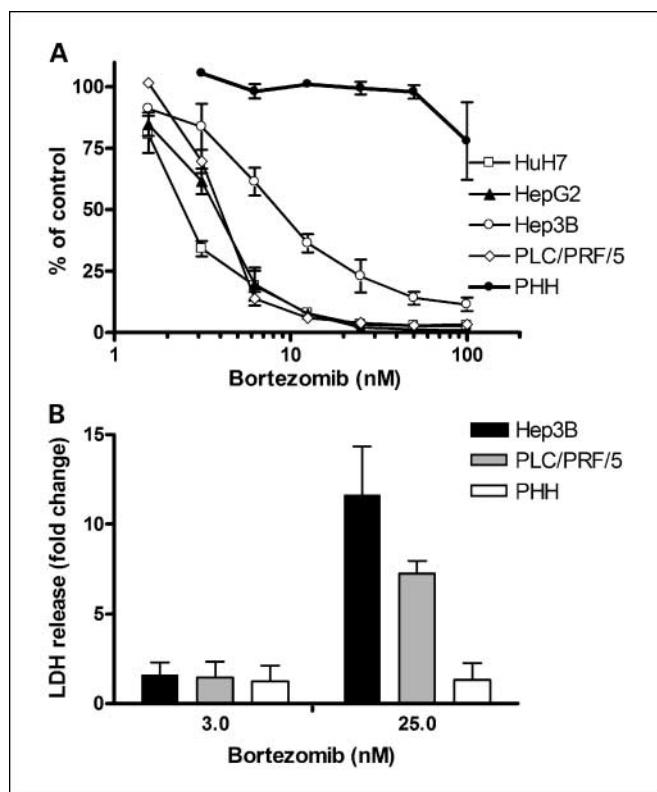 A
% of control
100
75
50
25
0
1
10
100
Bortezomib (nM)
HuH7
HepG2
Hep3B
PLC/PRF/5
PHH
B
LDH release (fold change)
15
10
5
0
3.0
25.0
Bortezomib (nM)
Hep3B
PLC/PRF/5
PHH